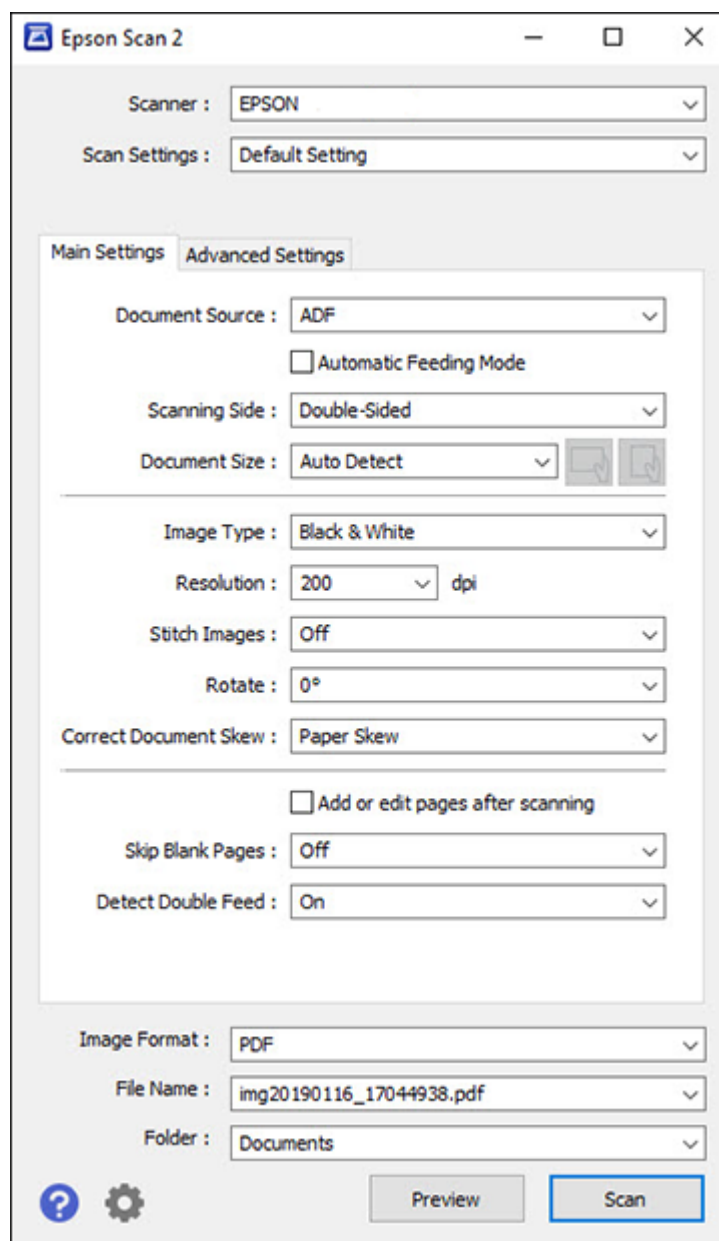 Epson Scan 2
Scanner : EPSON
Scan Settings : Default Setting
Main Settings Advanced Settings
Document Source : ADF
Automatic Feeding Mode
Scanning Side : Double-Sided
Document Size : Auto Detect
Image Type : Black & White
Resolution : 200 dpi
Stitch Images : Off
Rotate : 0°
Correct Document Skew : Paper Skew
Add or edit pages after scanning
Skip Blank Pages : Off
Detect Double Feed : On
Image Format : PDF
File Name : img20190116_17044938.pdf
Folder : Documents
? Preview Scan